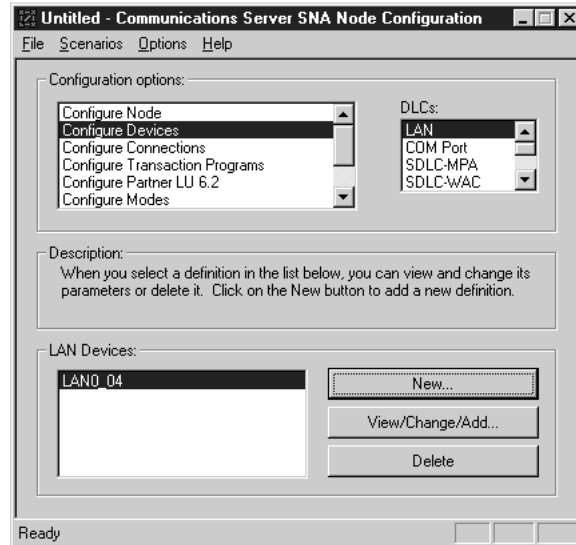 Untitled - Communications Server SNA Node Configuration
File Scenarios Options Help
Configuration options:
Configure Node
Configure Devices
Configure Connections
Configure Transaction Programs
Configure Partner LU 6.2
Configure Modes
DLCs:
LAN
COM Port
SDLC-MPA
SDLC-WAC
Description:
When you select a definition in the list below, you can view and change its
parameters or delete it. Click on the New button to add a new definition.
LAN Devices:
LAN0_04
New...
View/Change/Add...
Delete
Ready